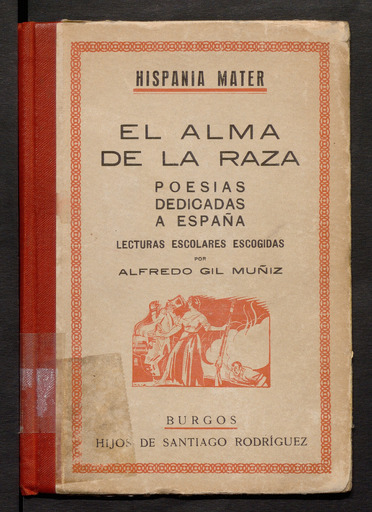 HISPANIA MATER
EL ALMA
DE LA RAZA
POESIAS
DEDICADAS
A ESPAÑA
LECTURAS ESCOLARES ESCOGIDAS
POR
ALFREDO GIL MUÑIZ
BURGOS
HIJOS DE SANTIAGO RODRÍGUEZ